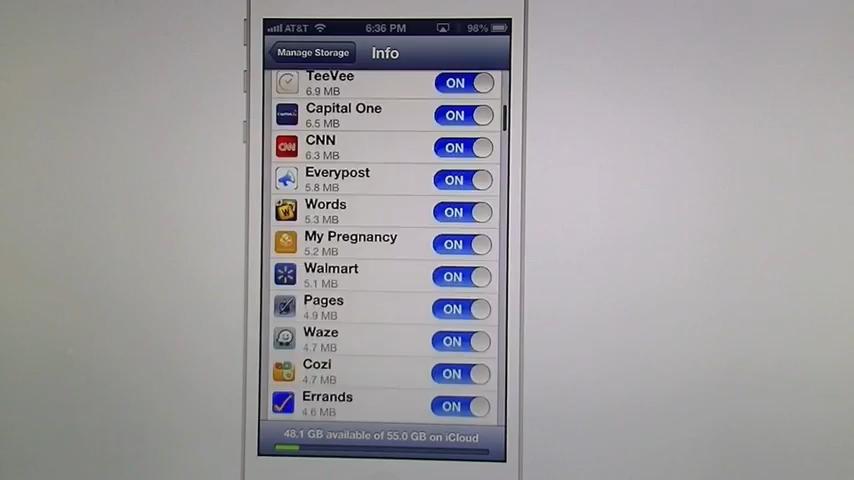 AT&T 6:36 PM 98%
Manage Storage Info
TeeVee ON
6.9 MB
Capital One ON
6.5 MB
CNN ON
6.3 MB
Everypost ON
5.8 MB
Words ON
5.3 MB
My Pregnancy ON
5.2 MB
Walmart ON
5.1 MB
Pages ON
4.9 MB
Waze ON
4.7 MB
Cozi ON
4.7 MB
Errands ON
4.6 MB
48.1 GB available of 55.0 GB on iCloud